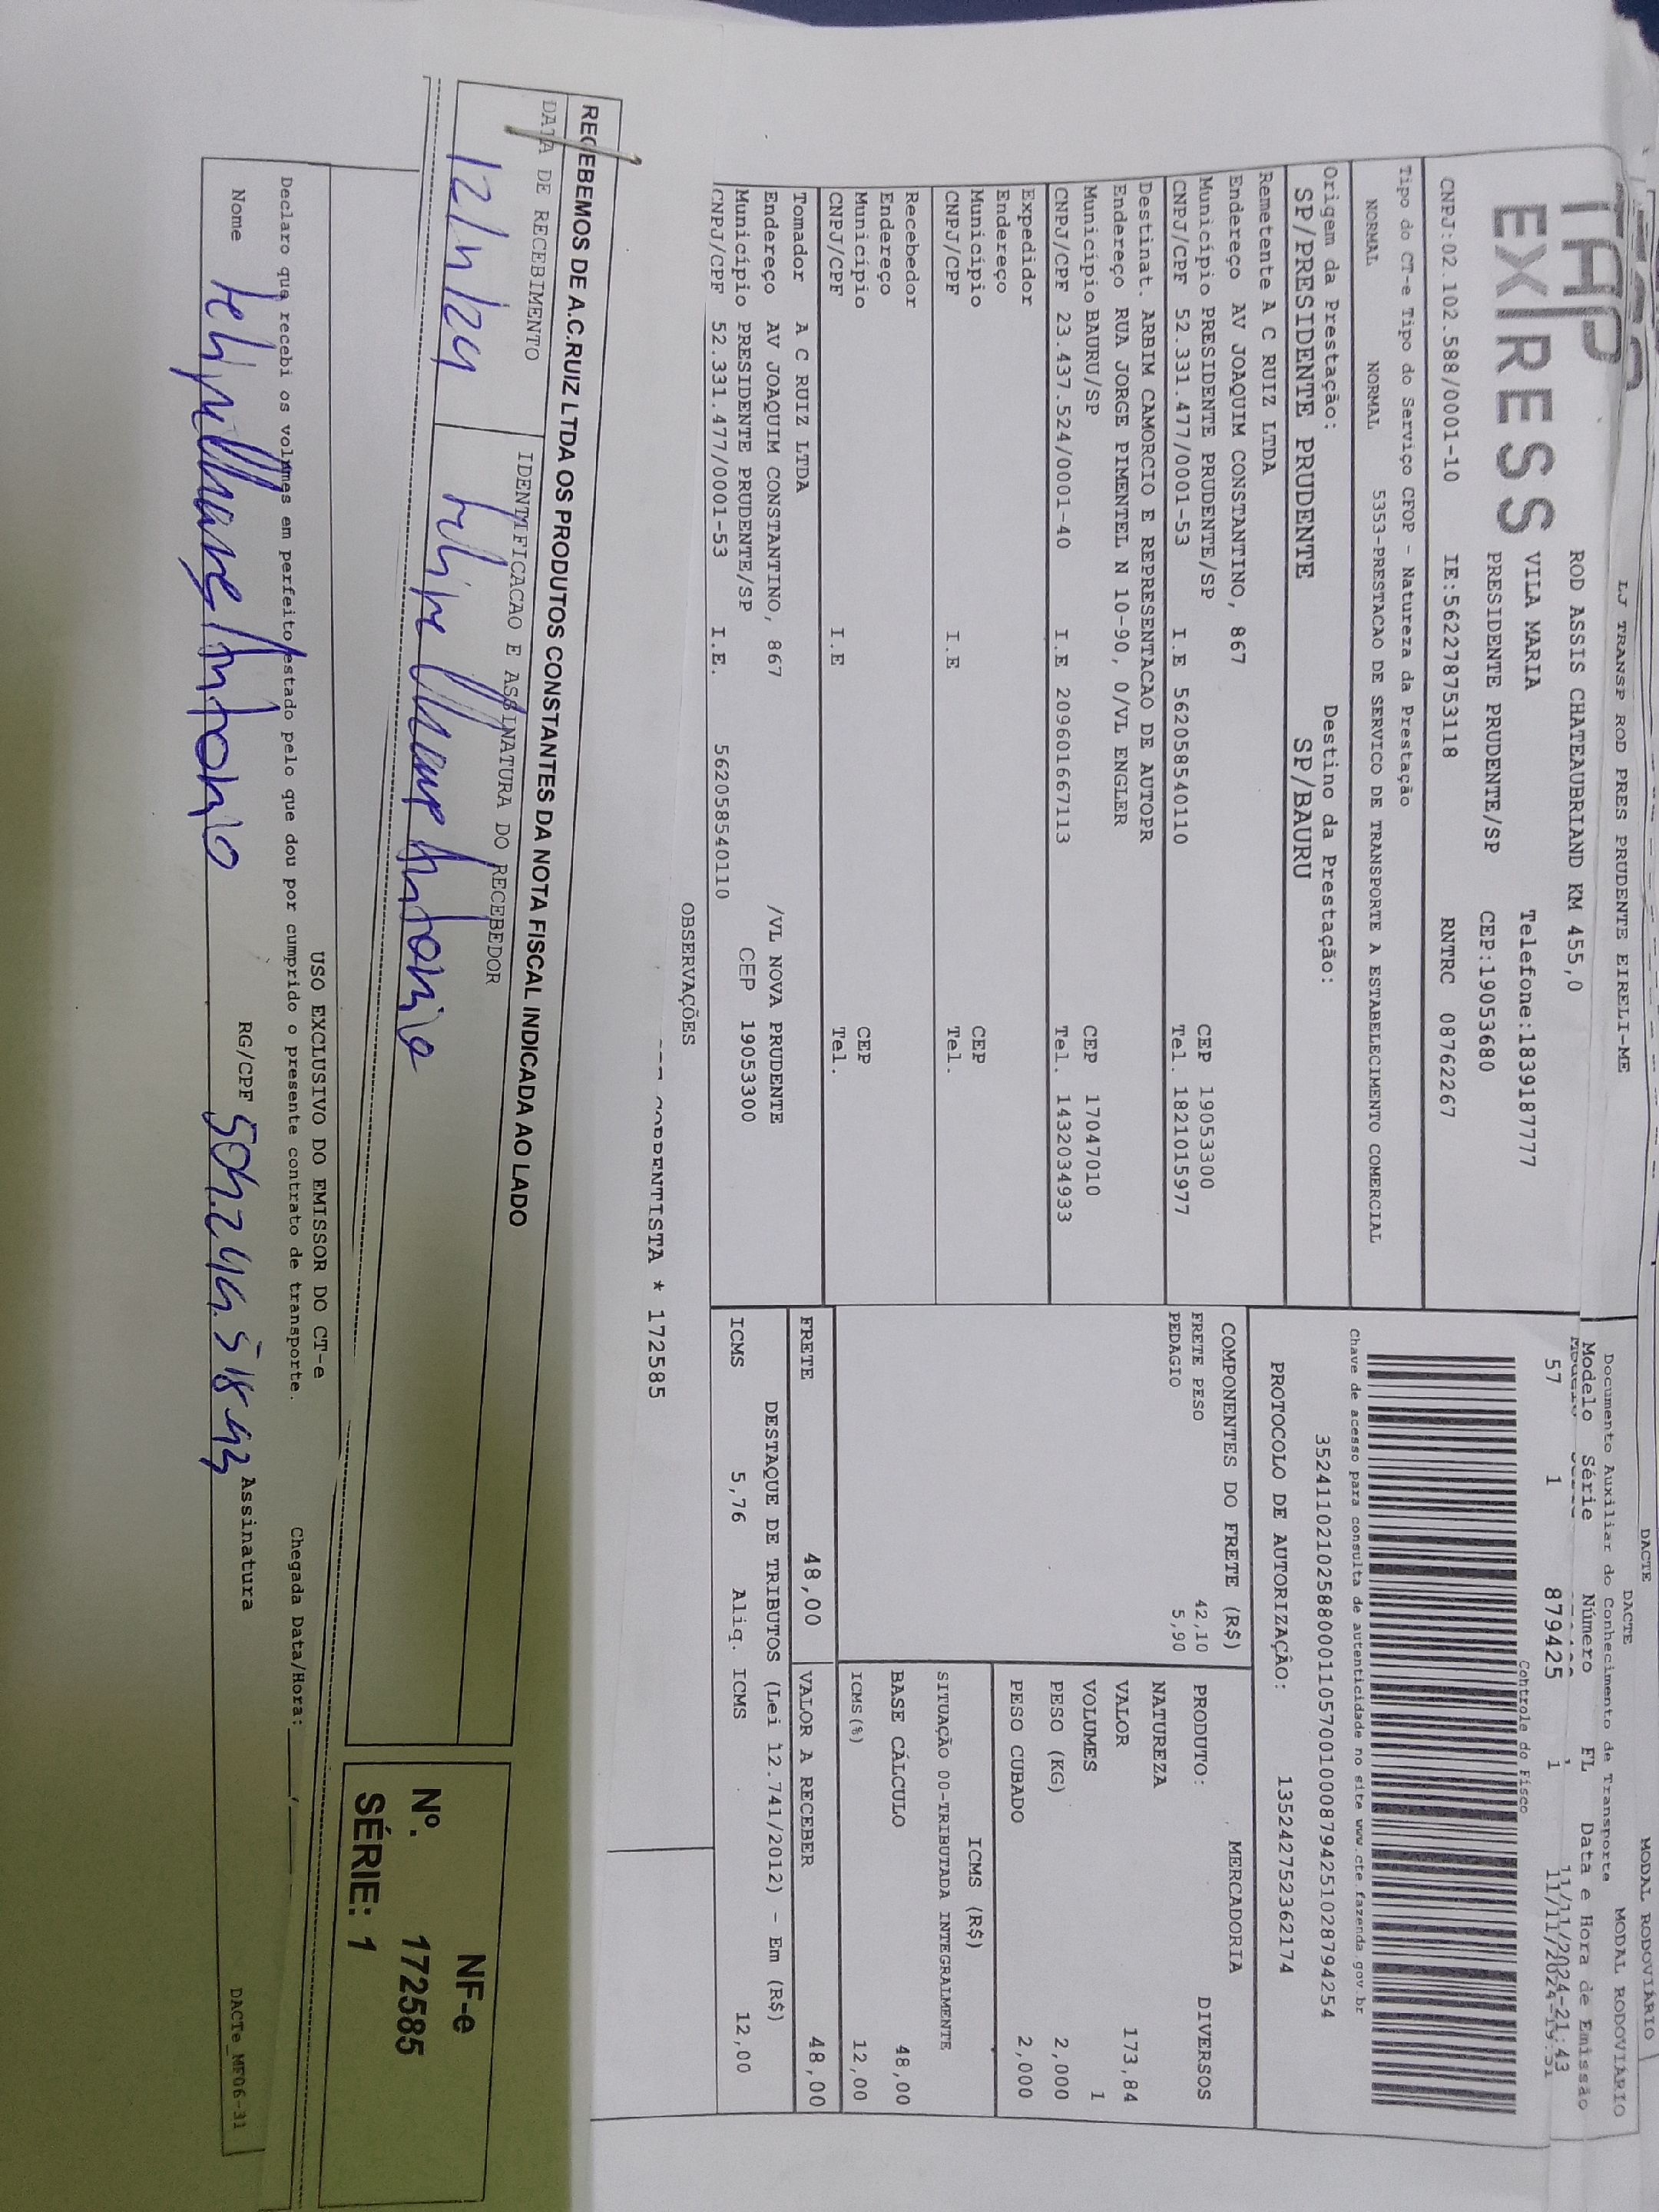 DACTE MODAL RODOVIÁRIO
LJ TRANSP ROD PRES PRUDENTE EIRELI-ME
DACTE MODAL RODOVIÁRIO
Documento Auxiliar do Conhecimento de Transporte
EXPRESS
ROD ASSIS CHATEAUBRIAND KM 455,0
VILA MARIA Telefone:1839187777
PRESIDENTE PRUDENTE/SP CEP:19053680
CNPJ:02.102.588/0001-10 IE:562278753118 RNTRC 08762267
Modelo Série Número FL Data e Hora de Emissão
11/11/2024-21:43
57 1 879425 1
Controle do Fisco
Tipo do CT-e Tipo do Serviço CFOP - Natureza da Prestação
NORMAL NORMAL 5353-PRESTACAO DE SERVICO DE TRANSPORTE A ESTABELECIMENTO COMERCIAL
Chave de acesso para consulta de autenticidade no site www.cte.fazenda.gov.br
35241102102588000110570010008794251028794254
Origem da Prestação: Destino da Prestação:
SP/PRESIDENTE PRUDENTE SP/BAURU
PROTOCOLO DE AUTORIZAÇÃO: 135242752362174
Remetente A C RUIZ LTDA
Endereço AV JOAQUIM CONSTANTINO, 867
Município PRESIDENTE PRUDENTE/SP CEP 19053300
CNPJ/CPF 52.331.477/0001-53 I.E 562058540110 Tel. 1821015977
Destinat. ARBIM CAMORCIO E REPRESENTACAO DE AUTOPR
Endereço RUA JORGE PIMENTEL N 10-90, 0/VL ENGLER
Município BAURU/SP CEP 17047010
CNPJ/CPF 23.437.524/0001-40 I.E 209601667113 Tel. 1432034933
Expedidor
Endereço
Município CEP
CNPJ/CPF I.E Tel.
Recebedor
Endereço
Município CEP
CNPJ/CPF I.E Tel.
Tomador A C RUIZ LTDA
Endereço AV JOAQUIM CONSTANTINO, 867 /VL NOVA PRUDENTE
Município PRESIDENTE PRUDENTE/SP CEP 19053300
CNPJ/CPF 52.331.477/0001-53 I.E. 562058540110
COMPONENTES DO FRETE (R$)
FRETE PESO 42,10
PEDAGIO 5,90
MERCADORIA
PRODUTO: DIVERSOS
NATUREZA
VALOR 173,84
VOLUMES 1
PESO (KG) 2,000
PESO CUBADO 2,000
ICMS (R$)
SITUAÇÃO 00-TRIBUTADA INTEGRALMENTE
BASE CÁLCULO 48,00
ICMS(%) 12,00
FRETE 48,00 VALOR A RECEBER 48,00
DESTAQUE DE TRIBUTOS (Lei 12.741/2012) - Em (R$)
ICMS 5,76 Aliq. ICMS 12,00
OBSERVAÇÕES
CORRENTISTA * 172585
RECEBEMOS DE A.C.RUIZ LTDA OS PRODUTOS CONSTANTES DA NOTA FISCAL INDICADA AO LADO
DATA DE RECEBIMENTO IDENTIFICACAO E ASSINATURA DO RECEBEDOR
12/11/24 Antonio
NF-e
Nº. 172585
SÉRIE: 1
USO EXCLUSIVO DO EMISSOR DO CT-e
Declaro que recebi os volumes em perfeito estado pelo que dou por cumprido o presente contrato de transporte. Chegada Data/Hora:
Nome Antonio RG/CPF 504.244.518-43 Assinatura
DACTe_MF06-31